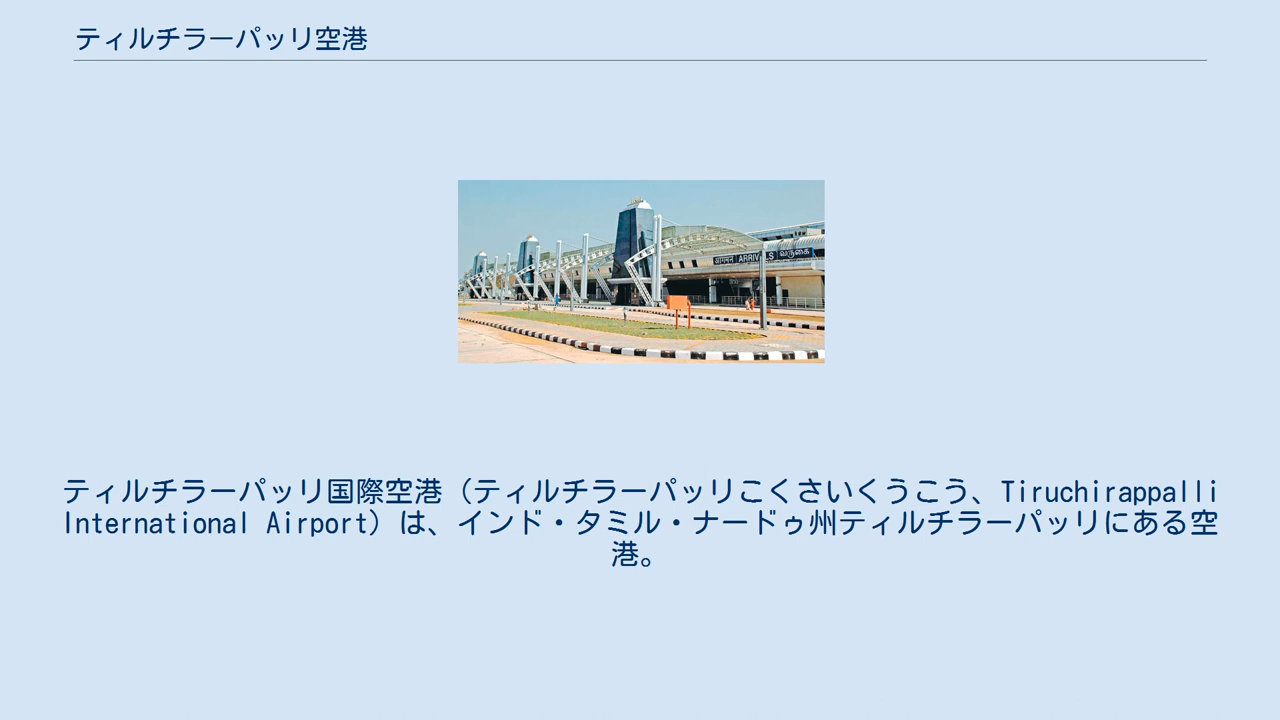 ティルチラーパッリ空港
आगमन ARRIVALS வருகை
ティルチラーパッリ国際空港（ティルチラーパッリこくさいくうこう、Tiruchirappalli
International Airport）は、インド・タミル・ナードゥ州ティルチラーパッリにある空
港。